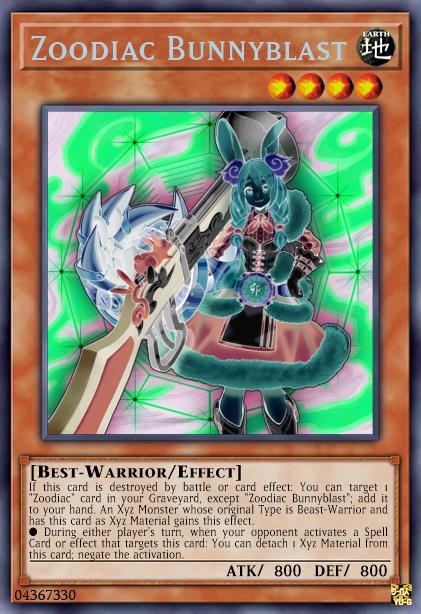 Zoodiac Bunnyblast
EARTH
地
[Best-Warrior/Effect]
If this card is destroyed by battle or card effect: You can target 1
"Zoodiac" card in your Graveyard, except "Zoodiac Bunnyblast"; add it
to your hand. An Xyz Monster whose original Type is Beast-Warrior and
has this card as Xyz Material gains this effect.
● During either player's turn, when your opponent activates a Spell
Card or effect that targets this card: You can detach 1 Xyz Material from
this card; negate the activation.
ATK/ 800 DEF/ 800
04367330